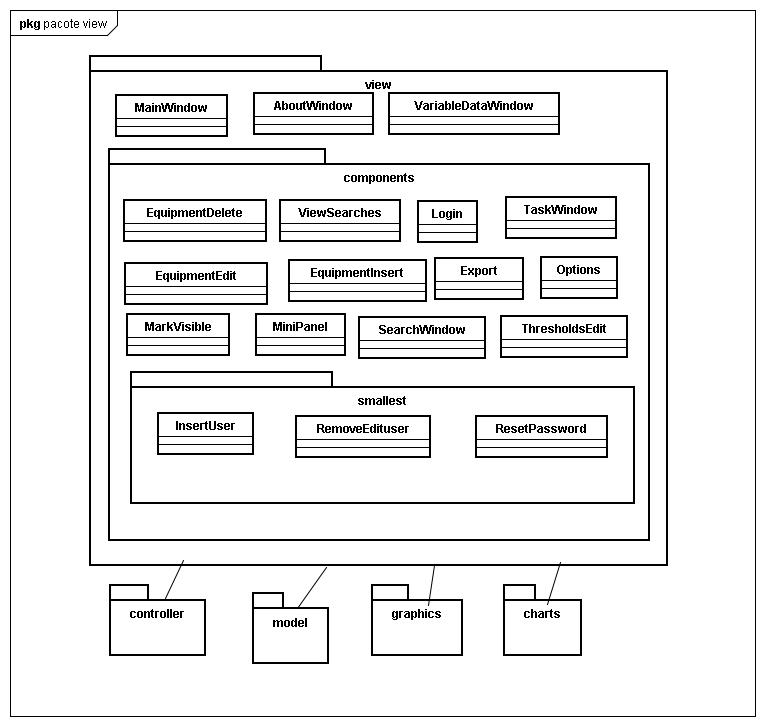 pkg pacote view
view
MainWindow
AboutWindow
VariableDataWindow
components
EquipmentDelete
ViewSearches
Login
TaskWindow
EquipmentEdit
EquipmentInsert
Export
Options
MarkVisible
MiniPanel
SearchWindow
ThresholdsEdit
smallest
InsertUser
RemoveEdituser
ResetPassword
controller
model
graphics
charts